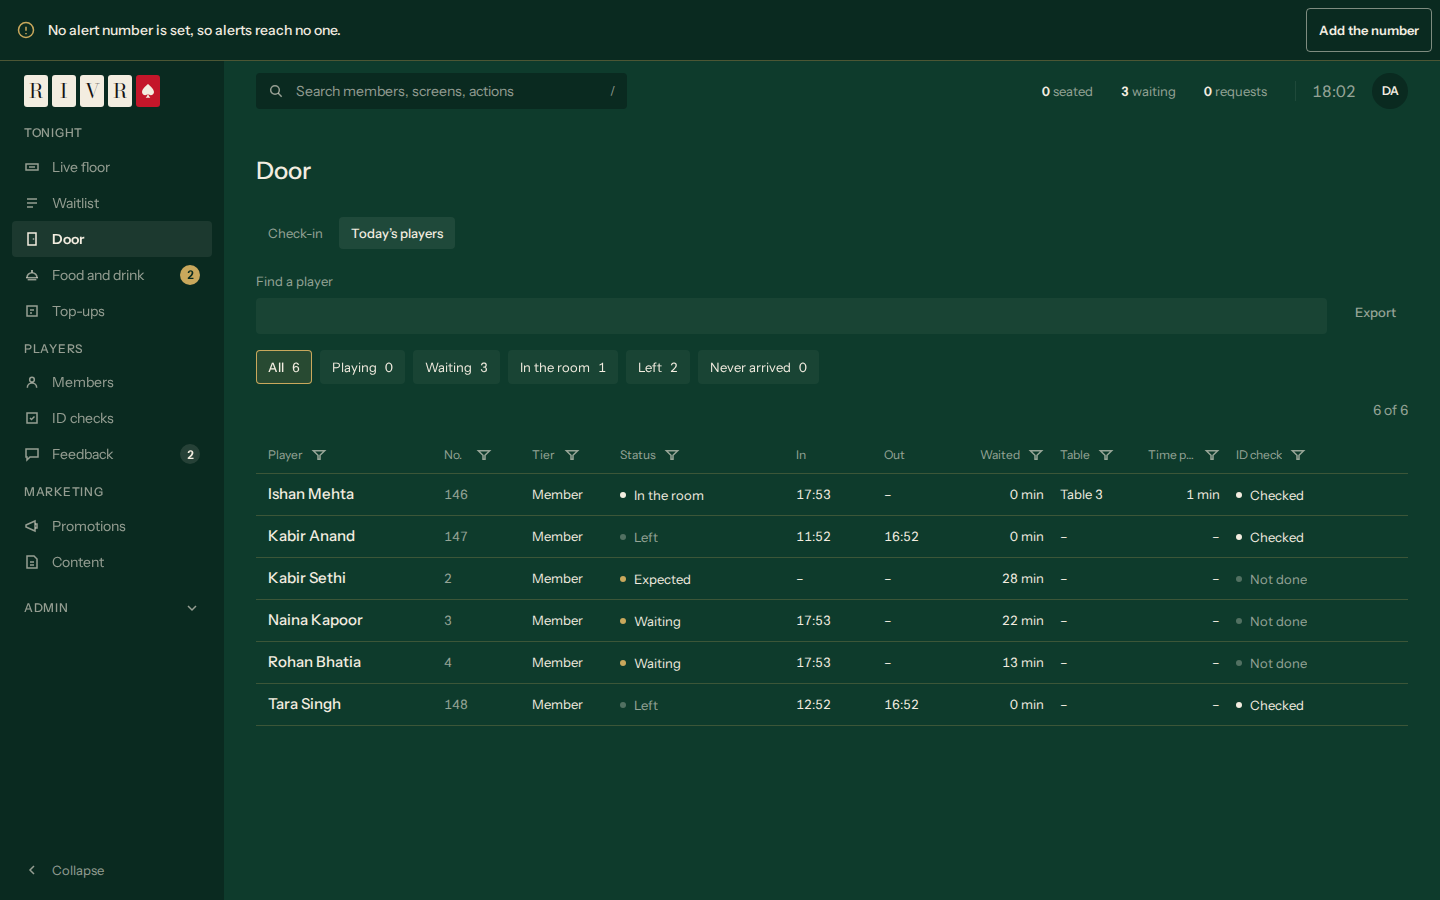 No alert number is set, so alerts reach no one.
Add the number
R I V R
Search members, screens, actions /
0 seated 3 waiting 0 requests 18:02 DA
TONIGHT
Live floor
Waitlist
Door
Food and drink 2
Top-ups
PLAYERS
Members
ID checks
Feedback 2
MARKETING
Promotions
Content
ADMIN
Collapse
Door
Check-in Today's players
Find a player
Export
All 6 Playing 0 Waiting 3 In the room 1 Left 2 Never arrived 0
6 of 6
Player No. Tier Status In Out Waited Table Time p... ID check
Ishan Mehta 146 Member In the room 17:53 – 0 min Table 3 1 min Checked
Kabir Anand 147 Member Left 11:52 16:52 0 min – – Checked
Kabir Sethi 2 Member Expected – – 28 min – – Not done
Naina Kapoor 3 Member Waiting 17:53 – 22 min – – Not done
Rohan Bhatia 4 Member Waiting 17:53 – 13 min – – Not done
Tara Singh 148 Member Left 12:52 16:52 0 min – – Checked